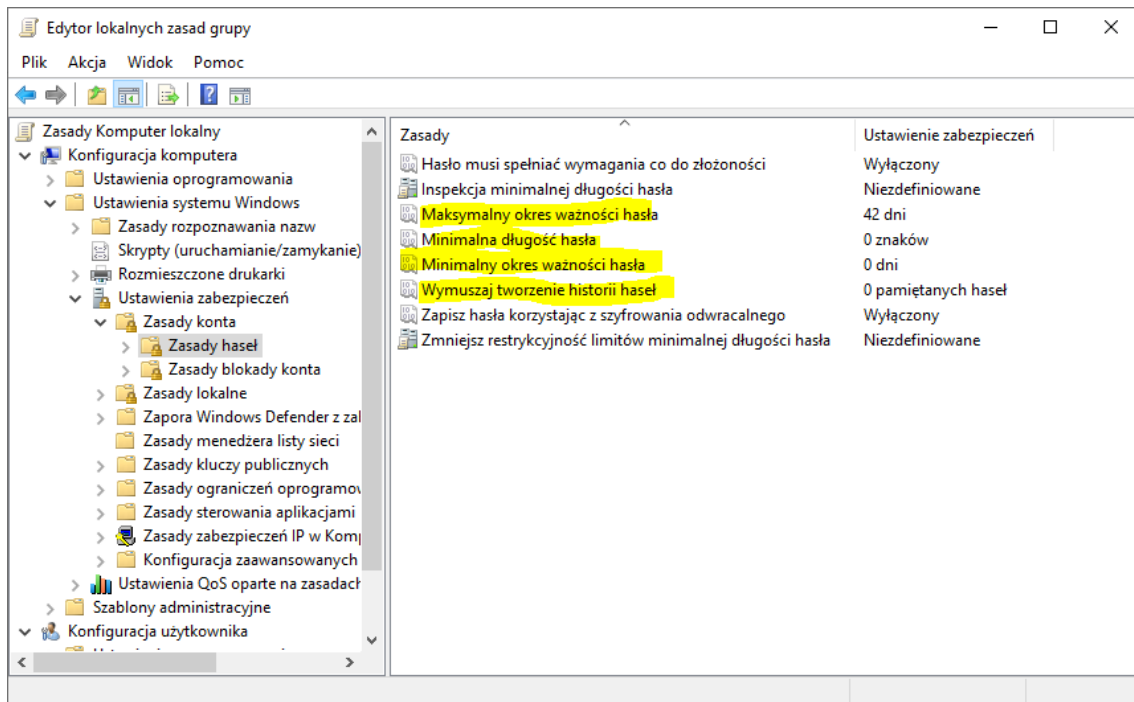 Edytor lokalnych zasad grupy
Plik Akcja Widok Pomoc
Zasady Komputer lokalny
Konfiguracja komputera
Ustawienia oprogramowania
Ustawienia systemu Windows
Zasady rozpoznawania nazw
Skrypty (uruchamianie/zamykanie)
Rozmieszczone drukarki
Ustawienia zabezpieczeń
Zasady konta
Zasady haseł
Zasady blokady konta
Zasady lokalne
Zapora Windows Defender z zal
Zasady menedżera listy sieci
Zasady kluczy publicznych
Zasady ograniczeń oprogramow
Zasady sterowania aplikacjami
Zasady zabezpieczeń IP w Komp
Konfiguracja zaawansowanych
Ustawienia QoS oparte na zasadach
Szablony administracyjne
Konfiguracja użytkownika
Zasady Ustawienie zabezpieczeń
Hasło musi spełniać wymagania co do złożoności Wyłączony
Inspekcja minimalnej długości hasła Niezdefiniowane
Maksymalny okres ważności hasła 42 dni
Minimalna długość hasła 0 znaków
Minimalny okres ważności hasła 0 dni
Wymuszaj tworzenie historii haseł 0 pamiętanych haseł
Zapisz hasła korzystając z szyfrowania odwracalnego Wyłączony
Zmniejsz restrykcyjność limitów minimalnej długości hasła Niezdefiniowane